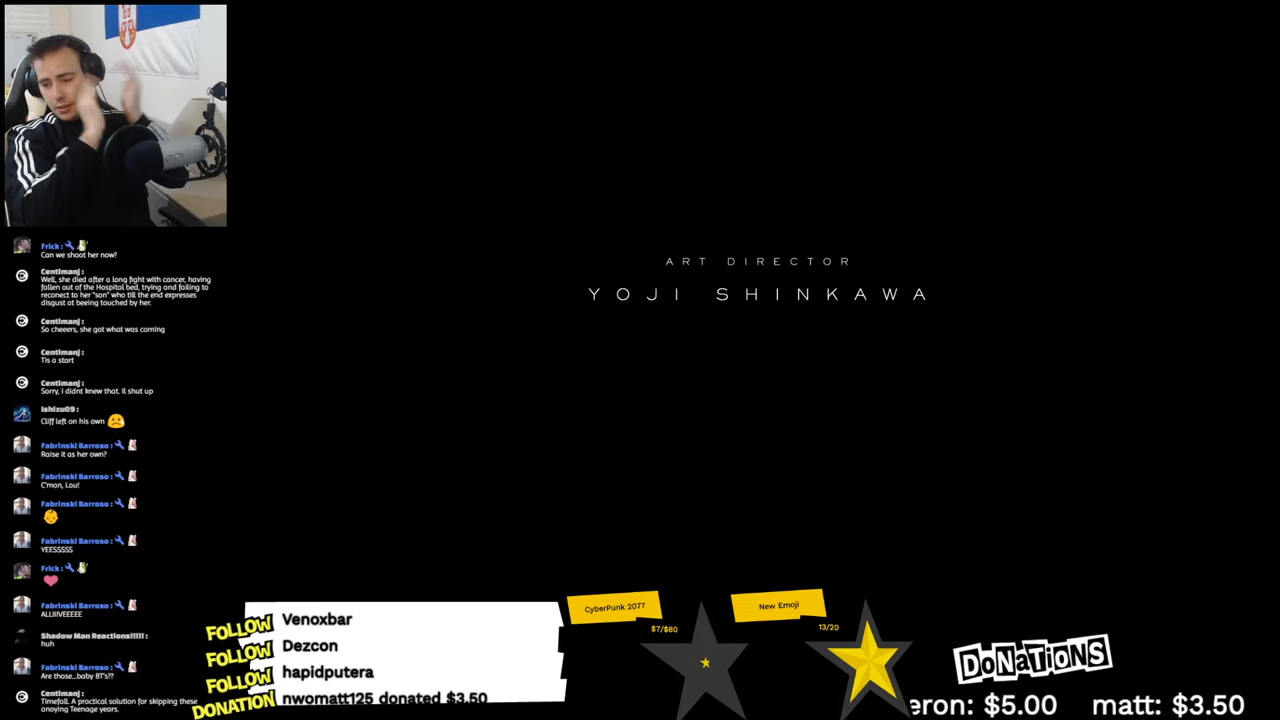 Frick :
Can we shoot her now?
Centimanj :
Well, she died after a long fight with cancer, having
fallen out of the Hospital bed, trying and failing to
reconect to her "son" who till the end expresses
disgust at beeing touched by her.
Centimanj :
So cheeers, she got what was coming
Centimanj :
Tis a start
Centimanj :
Sorry, i didnt knew that. il shut up
Ishizu09 :
Cliff left on his own
Fabrinski Barroso :
Raise it as her own?
Fabrinski Barroso :
C'mon, Lou!
Fabrinski Barroso :
Fabrinski Barroso :
YEESSSSS
Frick :
Fabrinski Barroso :
ALLIIIVEEEEE
Shadow Man Reactions!!!!! :
huh
Fabrinski Barroso :
Are those...baby BT's??
Centimanj :
Timefall. A practical solution for skipping these
anoying Teenage years.
ART DIRECTOR
YOJI SHINKAWA
FOLLOW Venoxbar
FOLLOW Dezcon
FOLLOW hapidputera
DONATION nwomatt125 donated $3.50
CyberPunk 2077
$7/$80
New Emoji
13/20
DONATIONS
eron: $5.00 matt: $3.50